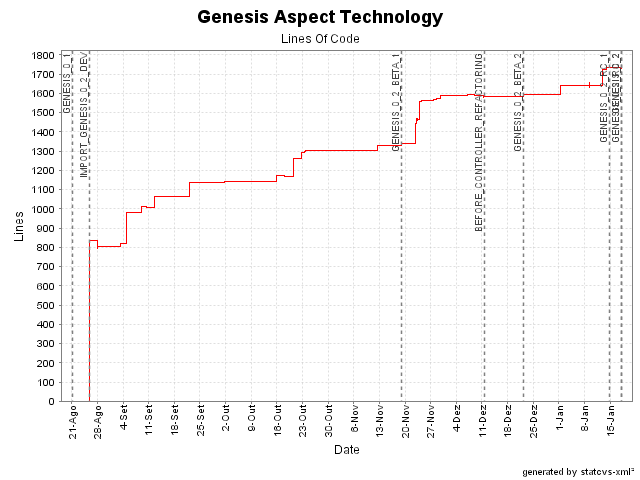 Genesis Aspect Technology
Lines Of Code
Lines
1800
1700
1600
1500
1400
1300
1200
1100
1000
900
800
700
600
500
400
300
200
100
0
GENESIS_0_1
IMPORT_GENESIS_0_2_DEV
GENESIS_0_2_BETA_1
BEFORE_CONTROLLER_REFACTORING
GENESIS_0_2_BETA_2
GENESIS_0_2_RC_1
GENESIS_0_2
21-Ago
28-Ago
4-Set
11-Set
18-Set
25-Set
2-Out
9-Out
16-Out
23-Out
30-Out
6-Nov
13-Nov
20-Nov
27-Nov
4-Dez
11-Dez
18-Dez
25-Dez
1-Jan
8-Jan
15-Jan
Date
generated by statcvs-xml²